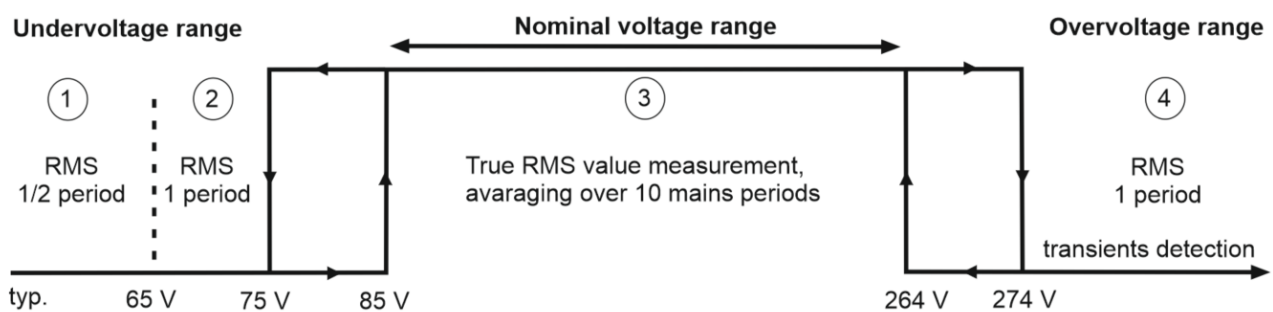 Undervoltage range
Nominal voltage range
Overvoltage range
1
2
3
4
RMS
1/2 period
RMS
1 period
True RMS value measurement,
avaraging over 10 mains periods
RMS
1 period
transients detection
typ.
65 V
75 V
85 V
264 V
274 V